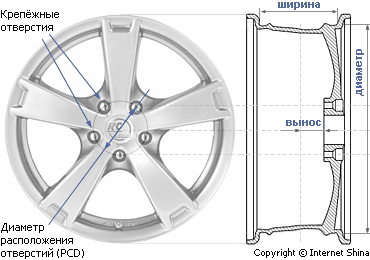 Крепёжные
отверстия
ширина
диаметр
вынос
Диаметр
расположения
отверстий (PCD)
Copyright © Internet Shina